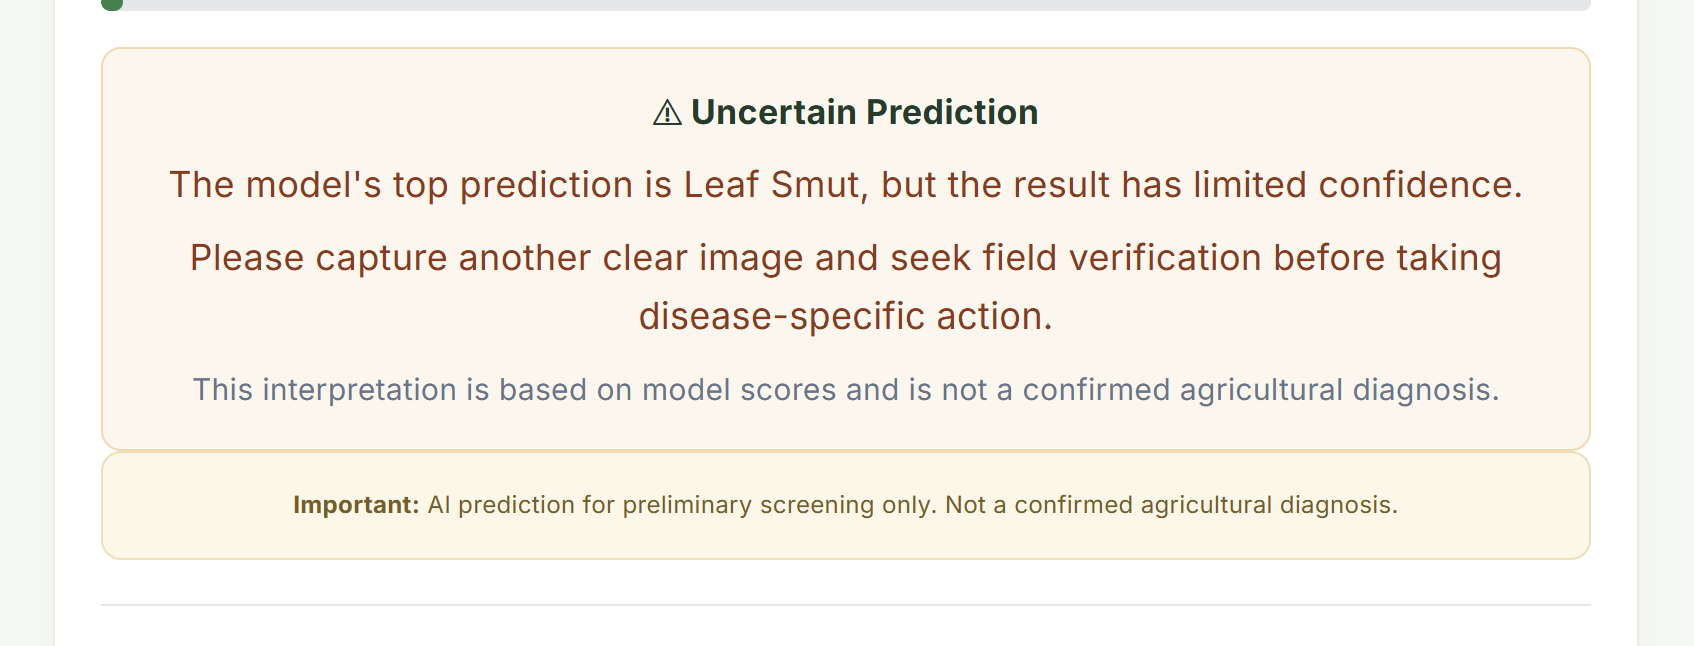 ⚠ Uncertain Prediction
The model's top prediction is Leaf Smut, but the result has limited confidence.
Please capture another clear image and seek field verification before taking
disease-specific action.
This interpretation is based on model scores and is not a confirmed agricultural diagnosis.
Important: AI prediction for preliminary screening only. Not a confirmed agricultural diagnosis.